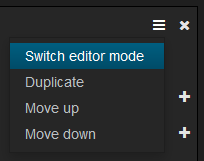 Switch editor mode
Duplicate
Move up
Move down